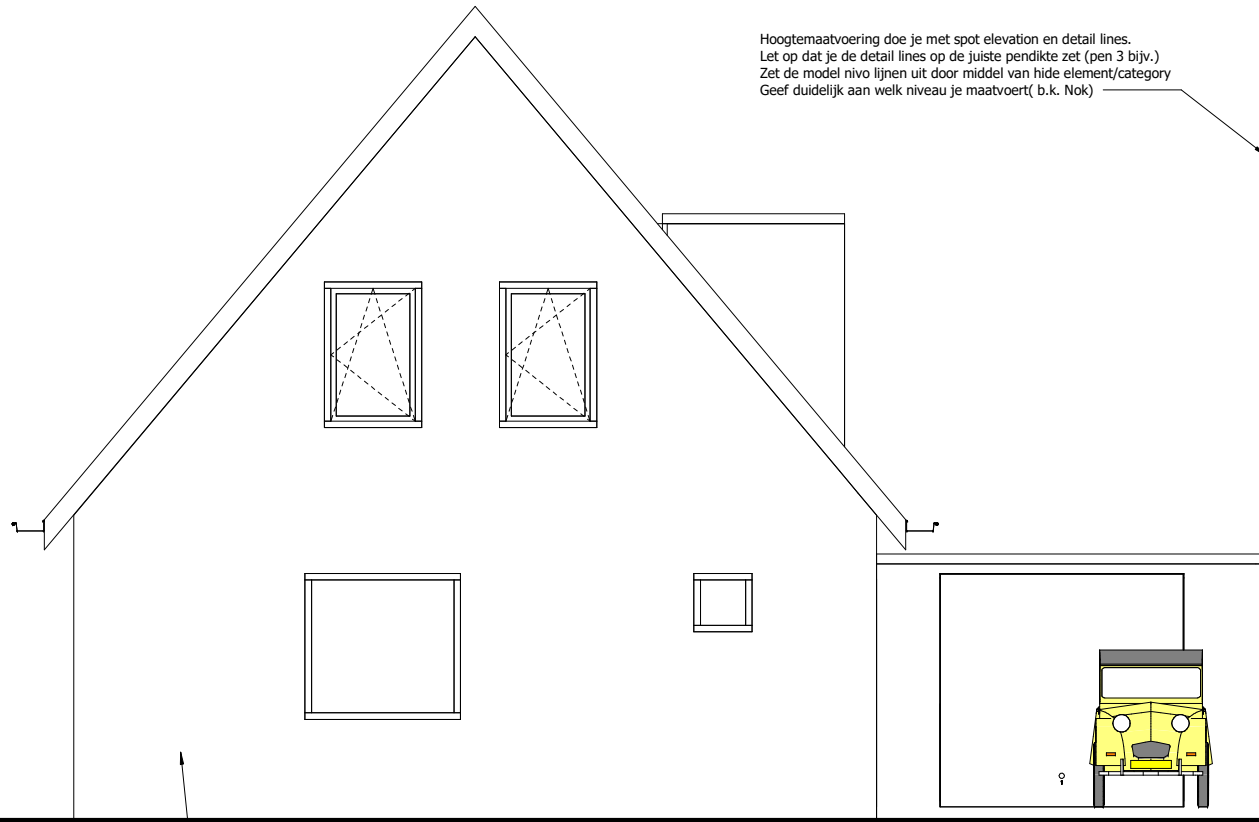 Hoogtemaatvoering doe je met spot elevation en detail lines.
Let op dat je de detail lines op de juiste pendikte zet (pen 3 bijv.)
Zet de model nivo lijnen uit door middel van hide element/category
Geef duidelijk aan welk niveau je maatvoert( b.k. Nok)